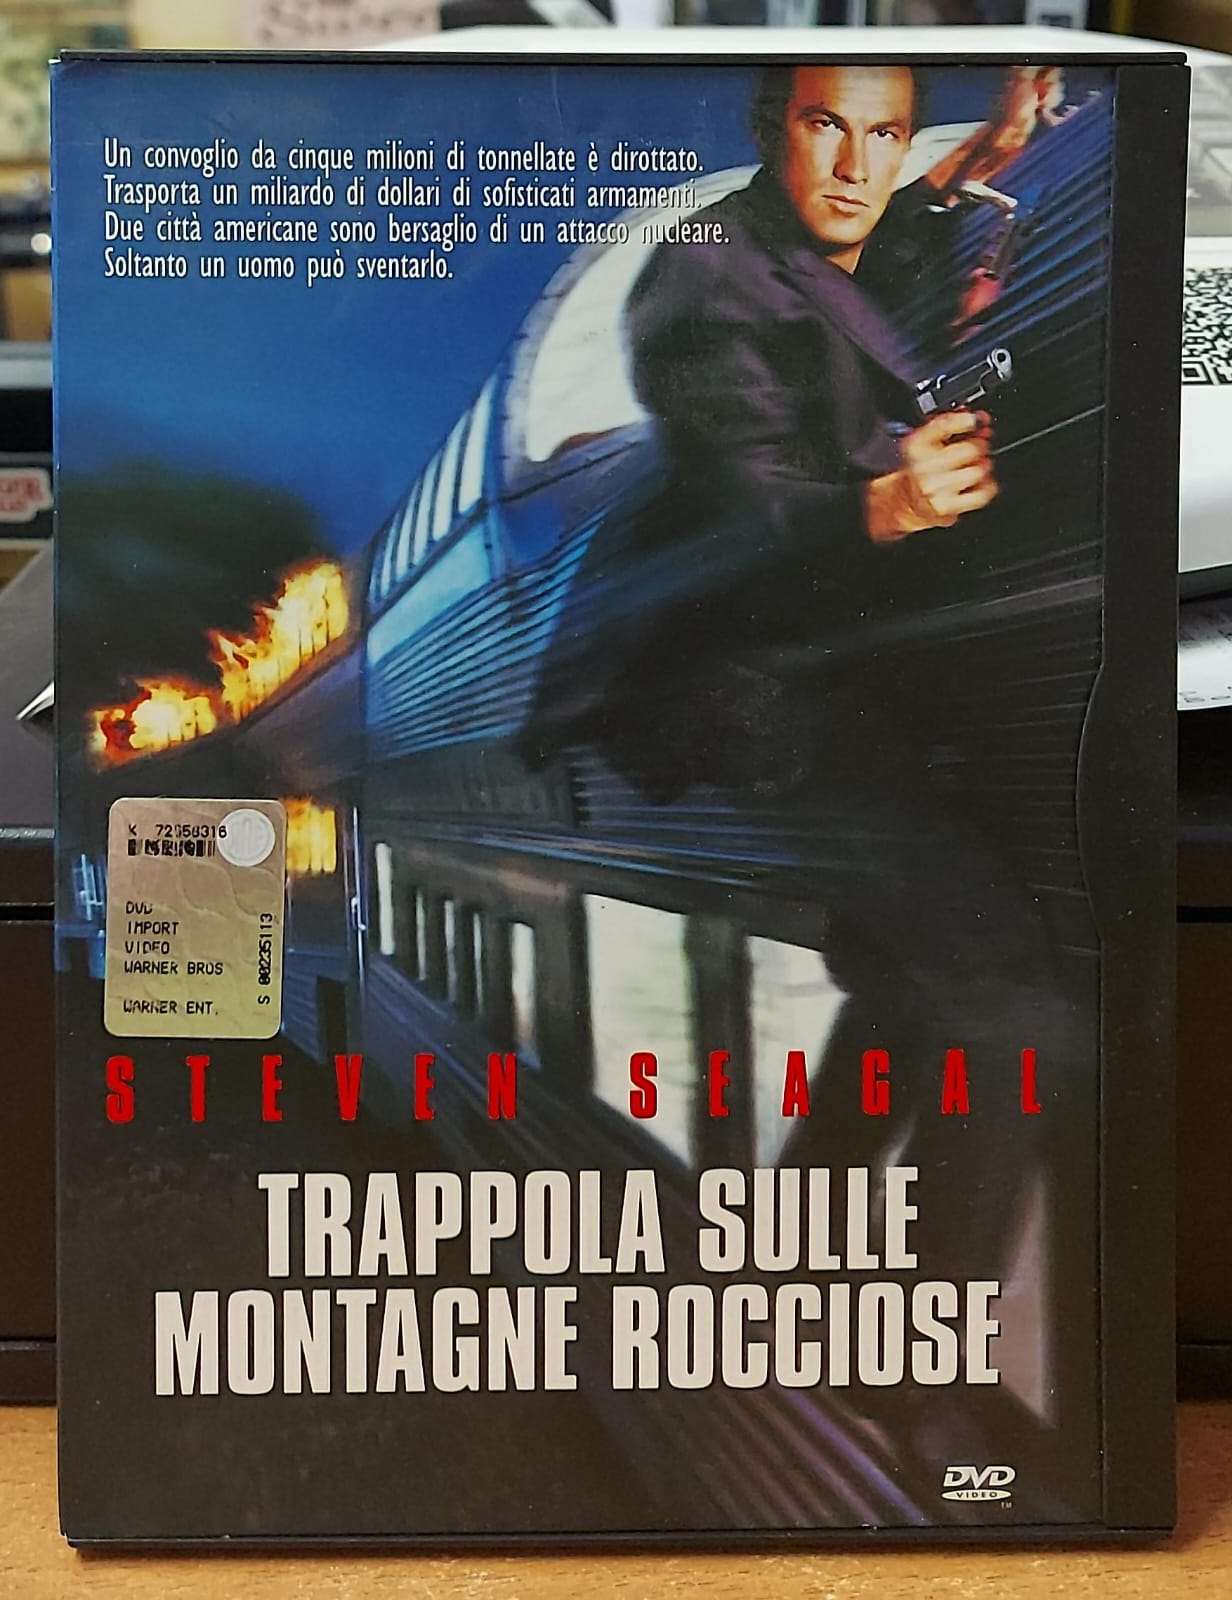 Un convoglio da cinque milioni di tonnellate è dirottato.
Trasporta un miliardo di dollari di sofisticati armamenti.
Due città americane sono bersaglio di un attacco nucleare.
Soltanto un uomo può sventarlo.
DVD
IMPORT
VIDEO
WARNER BROS
WARNER ENT.
S 00235113
STEVEN SEAGAL
TRAPPOLA SULLE
MONTAGNE ROCCIOSE
DVD
VIDEO
TM